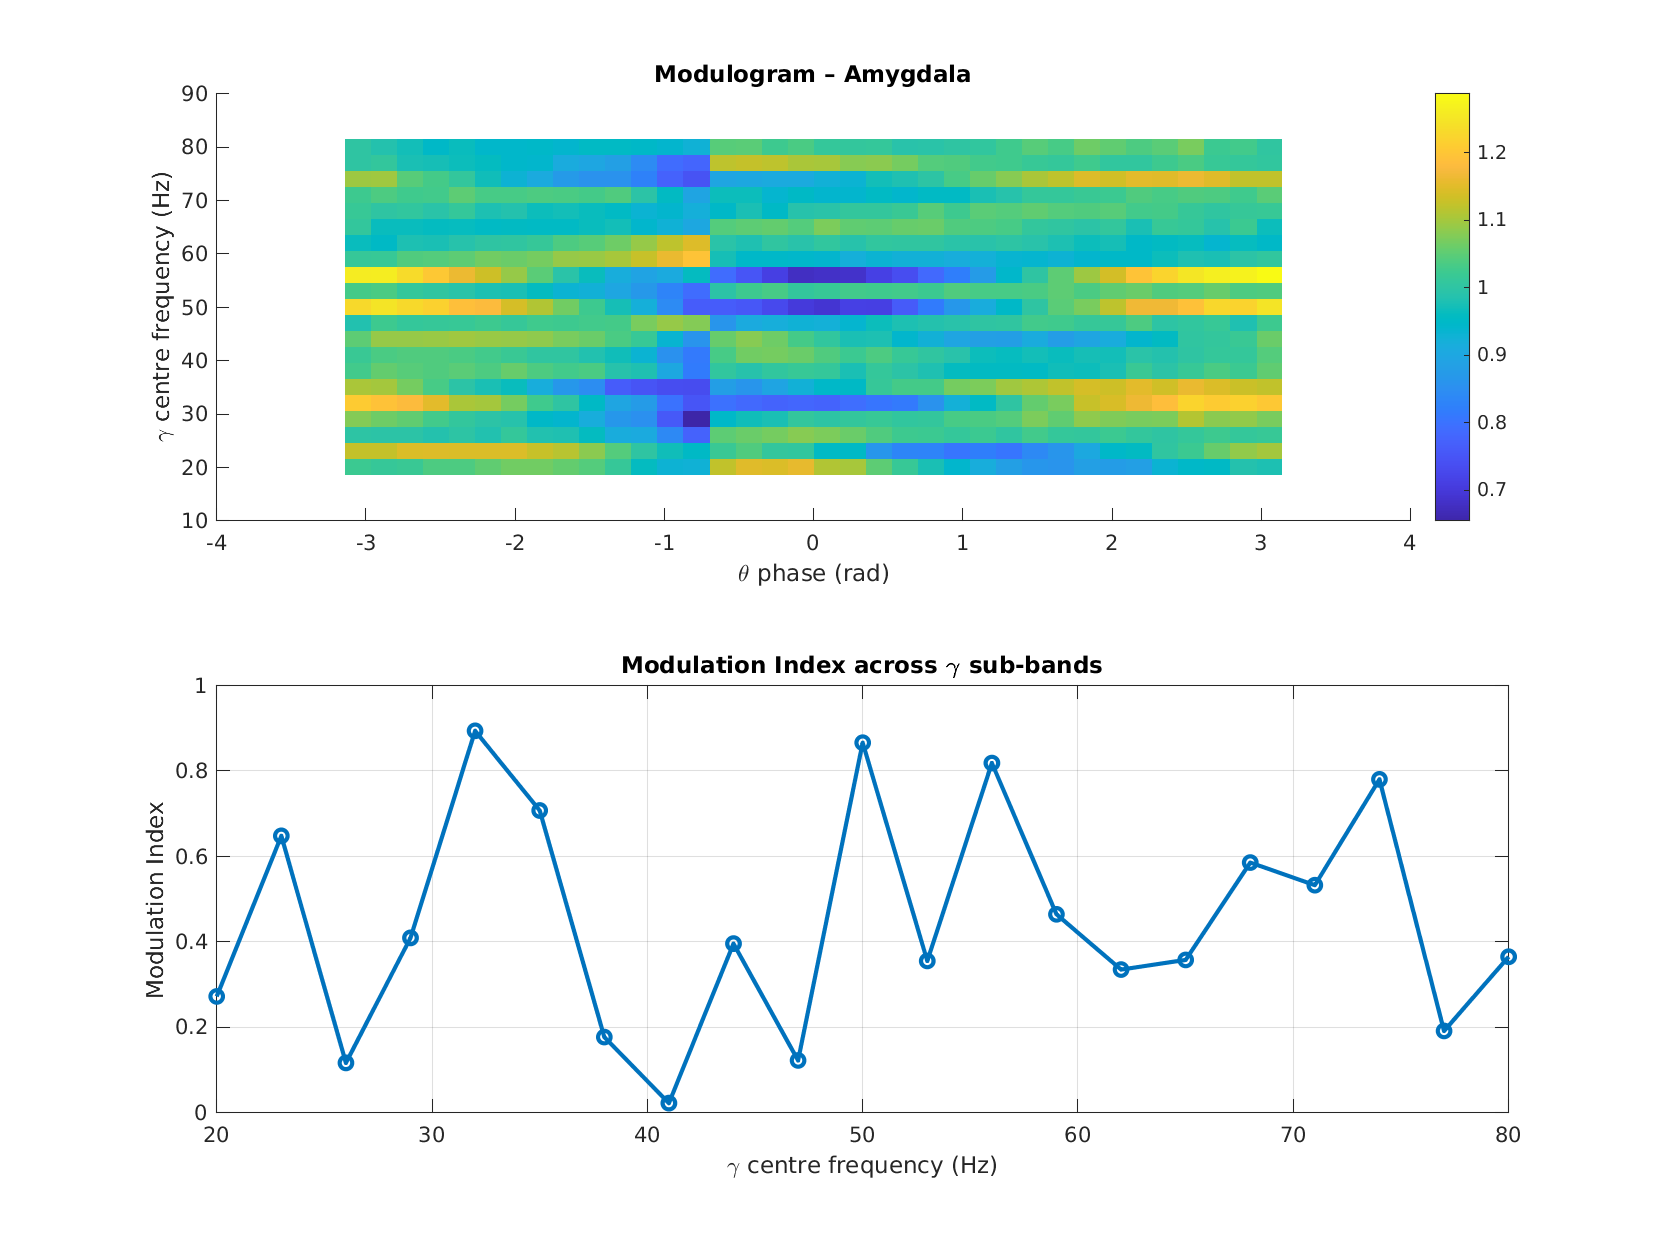 Modulogram – Amygdala
γ centre frequency (Hz)
90
80
70
60
50
40
30
20
10
-4 -3 -2 -1 0 1 2 3 4
θ phase (rad)
1.2
1.1
1
0.9
0.8
0.7
Modulation Index across γ sub-bands
Modulation Index
1
0.8
0.6
0.4
0.2
0
20 30 40 50 60 70 80
γ centre frequency (Hz)